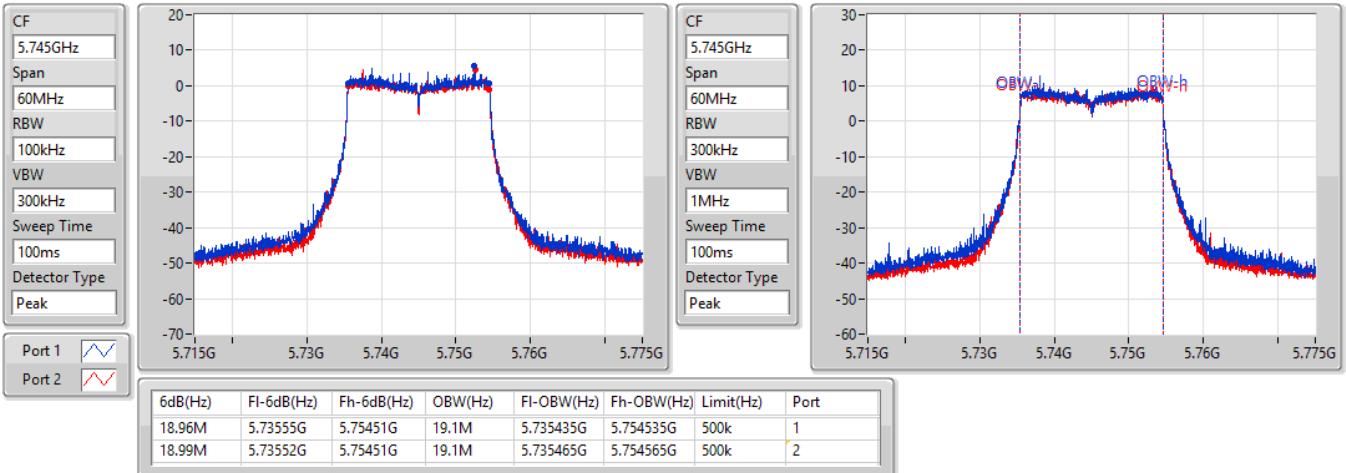 CF
5.745GHz
Span
60MHz
RBW
100kHz
VBW
300kHz
Sweep Time
100ms
Detector Type
Peak
20
10
0
-10
-20
-30
-40
-50
-60
-70
5.715G 5.73G 5.74G 5.75G 5.76G 5.775G
CF
5.745GHz
Span
60MHz
RBW
300kHz
VBW
1MHz
Sweep Time
100ms
Detector Type
Peak
30
20
10
0
-10
-20
-30
-40
-50
-60
OBW-l OBW-h
5.715G 5.73G 5.74G 5.75G 5.76G 5.775G
Port 1
Port 2
6dB(Hz) Fl-6dB(Hz) Fh-6dB(Hz) OBW(Hz) Fl-OBW(Hz) Fh-OBW(Hz) Limit(Hz) Port
18.96M 5.73555G 5.75451G 19.1M 5.735435G 5.754535G 500k 1
18.99M 5.73552G 5.75451G 19.1M 5.735465G 5.754565G 500k 2